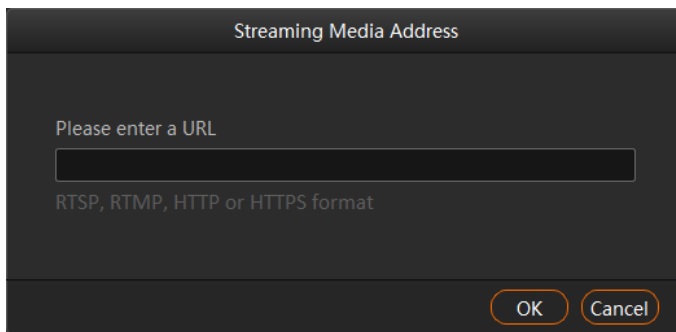 Streaming Media Address
Please enter a URL
RTSP, RTMP, HTTP or HTTPS format
OK
Cancel